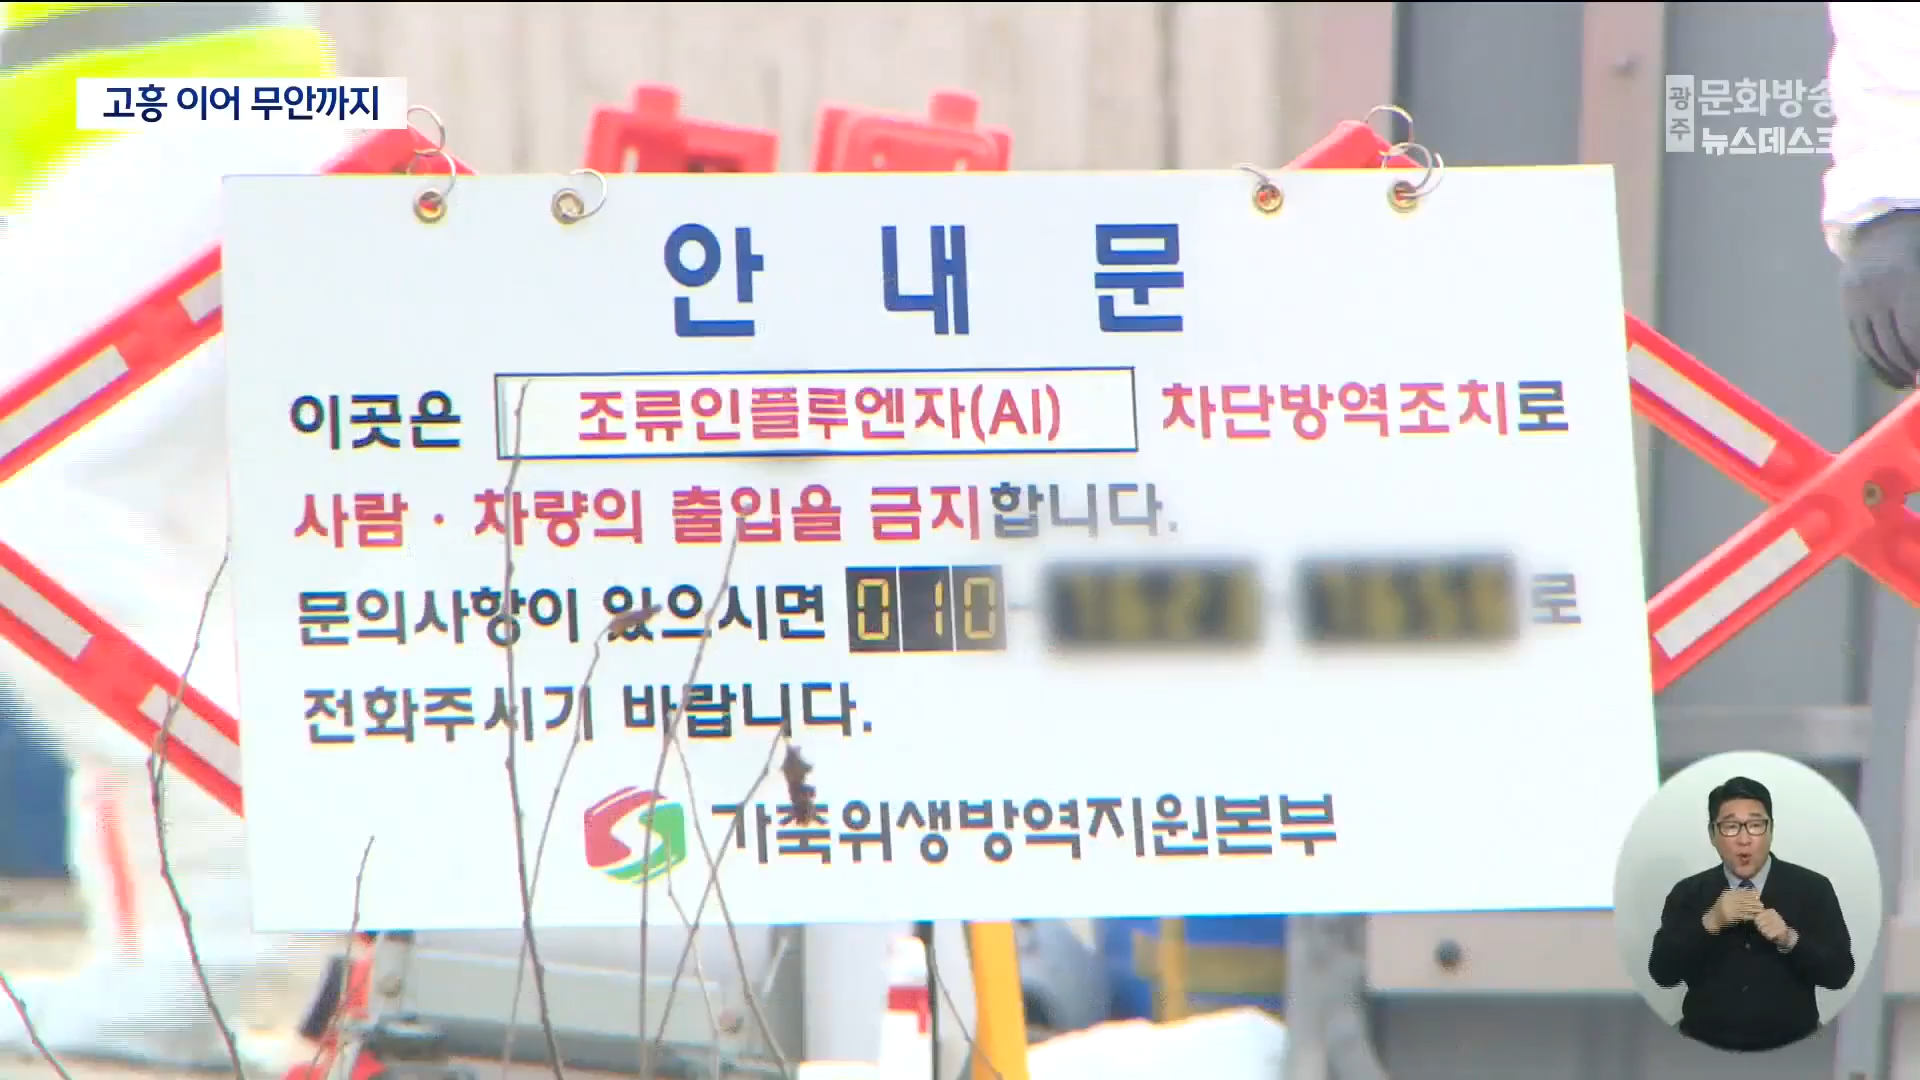 고흥 이어 무안까지
광주 문화방송
뉴스데스크
안내문
이곳은 조류인플루엔자(AI) 차단방역조치로
사람 · 차량의 출입을 금지합니다.
문의사항이 있으시면 010 - - 로
전화주시기 바랍니다.
가축위생방역지원본부